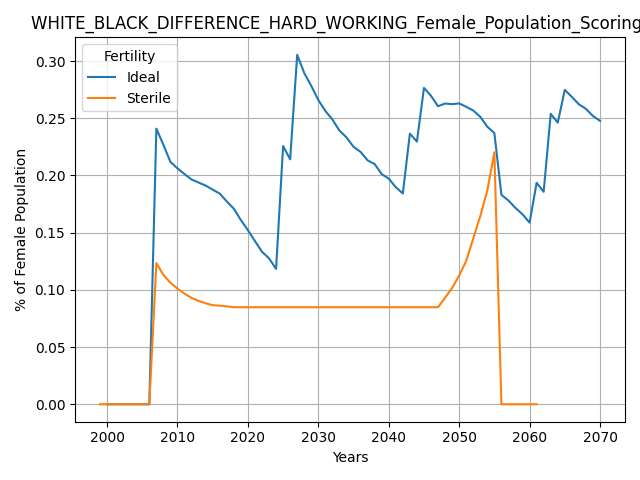 WHITE_BLACK_DIFFERENCE_HARD_WORKING_Female_Population_Scoring
Fertility
Ideal
Sterile
0.30
0.25
0.20
0.15
0.10
0.05
0.00
% of Female Population
2000 2010 2020 2030 2040 2050 2060 2070
Years